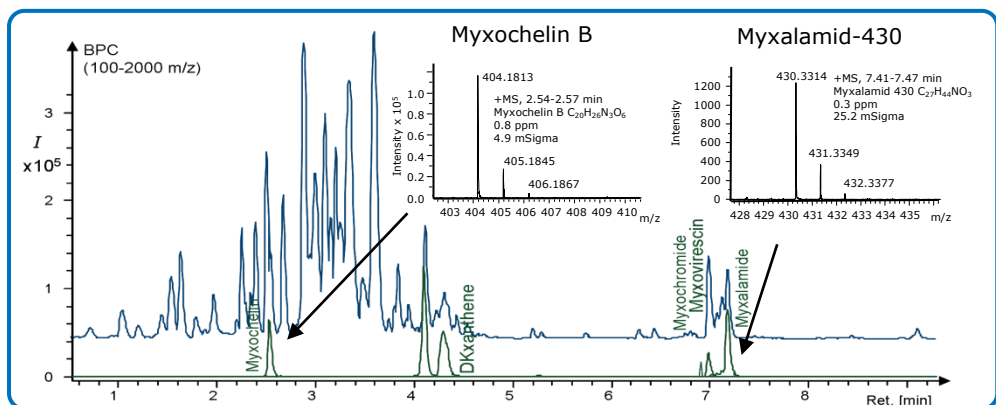 Myxochelin B
Myxalamid-430
BPC
(100-2000 m/z)
I
x10⁵
3
2
1
0
1
2
3
4
5
6
7
8
Ret. [min]
Myxochelin
DKxanthene
Myxochromide
Myxovirescin
Myxalamide
Intensity x 10⁵
1.0
0.8
0.6
0.4
0.2
0.0
404.1813
+MS, 2.54-2.57 min
Myxochelin B C₂₀H₂₆N₃O₆
0.8 ppm
4.9 mSigma
405.1845
406.1867
403 404 405 406 407 408 409 410
m/z
Intensity
1200
1000
800
600
400
200
0
430.3314
+MS, 7.41-7.47 min
Myxalamid 430 C₂₇H₄₄NO₃
0.3 ppm
25.2 mSigma
431.3349
432.3377
428 429 430 431 432 433 434 435
m/z